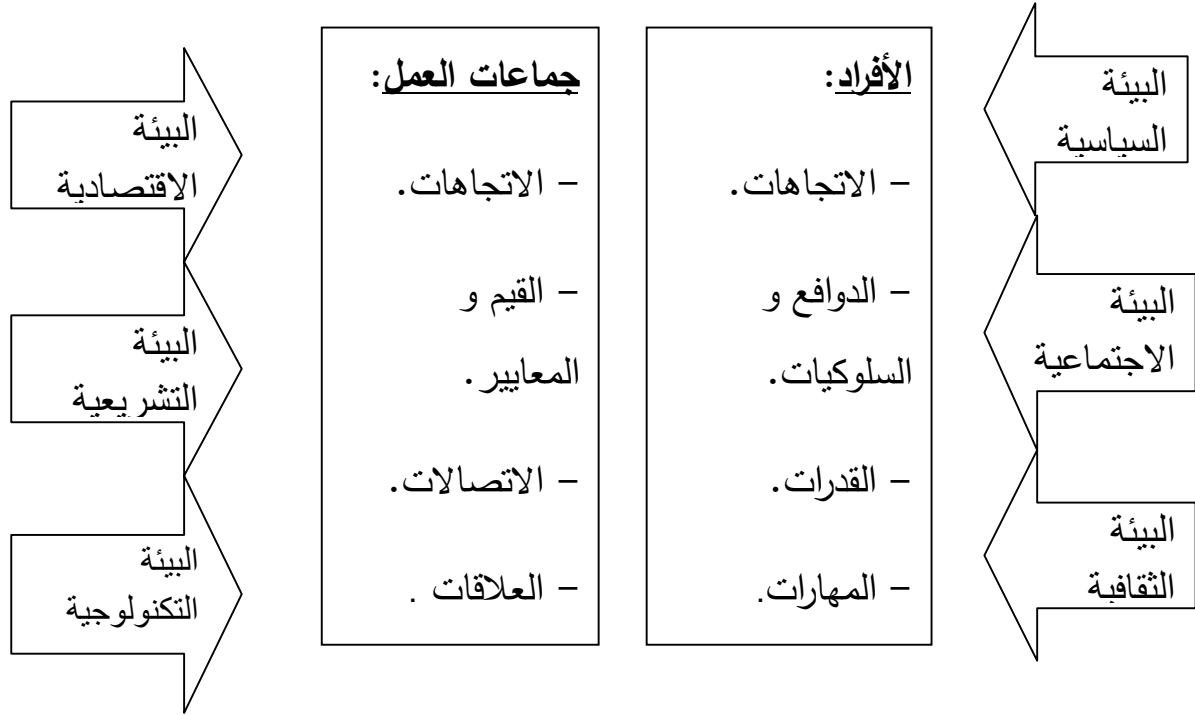 البيئة
السياسية
البيئة
الاجتماعية
البيئة
الثقافية
الأفراد:
- الاتجاهات.
- الدوافع و
السلوكيات.
- القدرات.
- المهارات.
جماعات العمل:
- الاتجاهات.
- القيم و
المعايير.
- الاتصالات.
- العلاقات .
البيئة
الاقتصادية
البيئة
التشريعية
البيئة
التكنولوجية